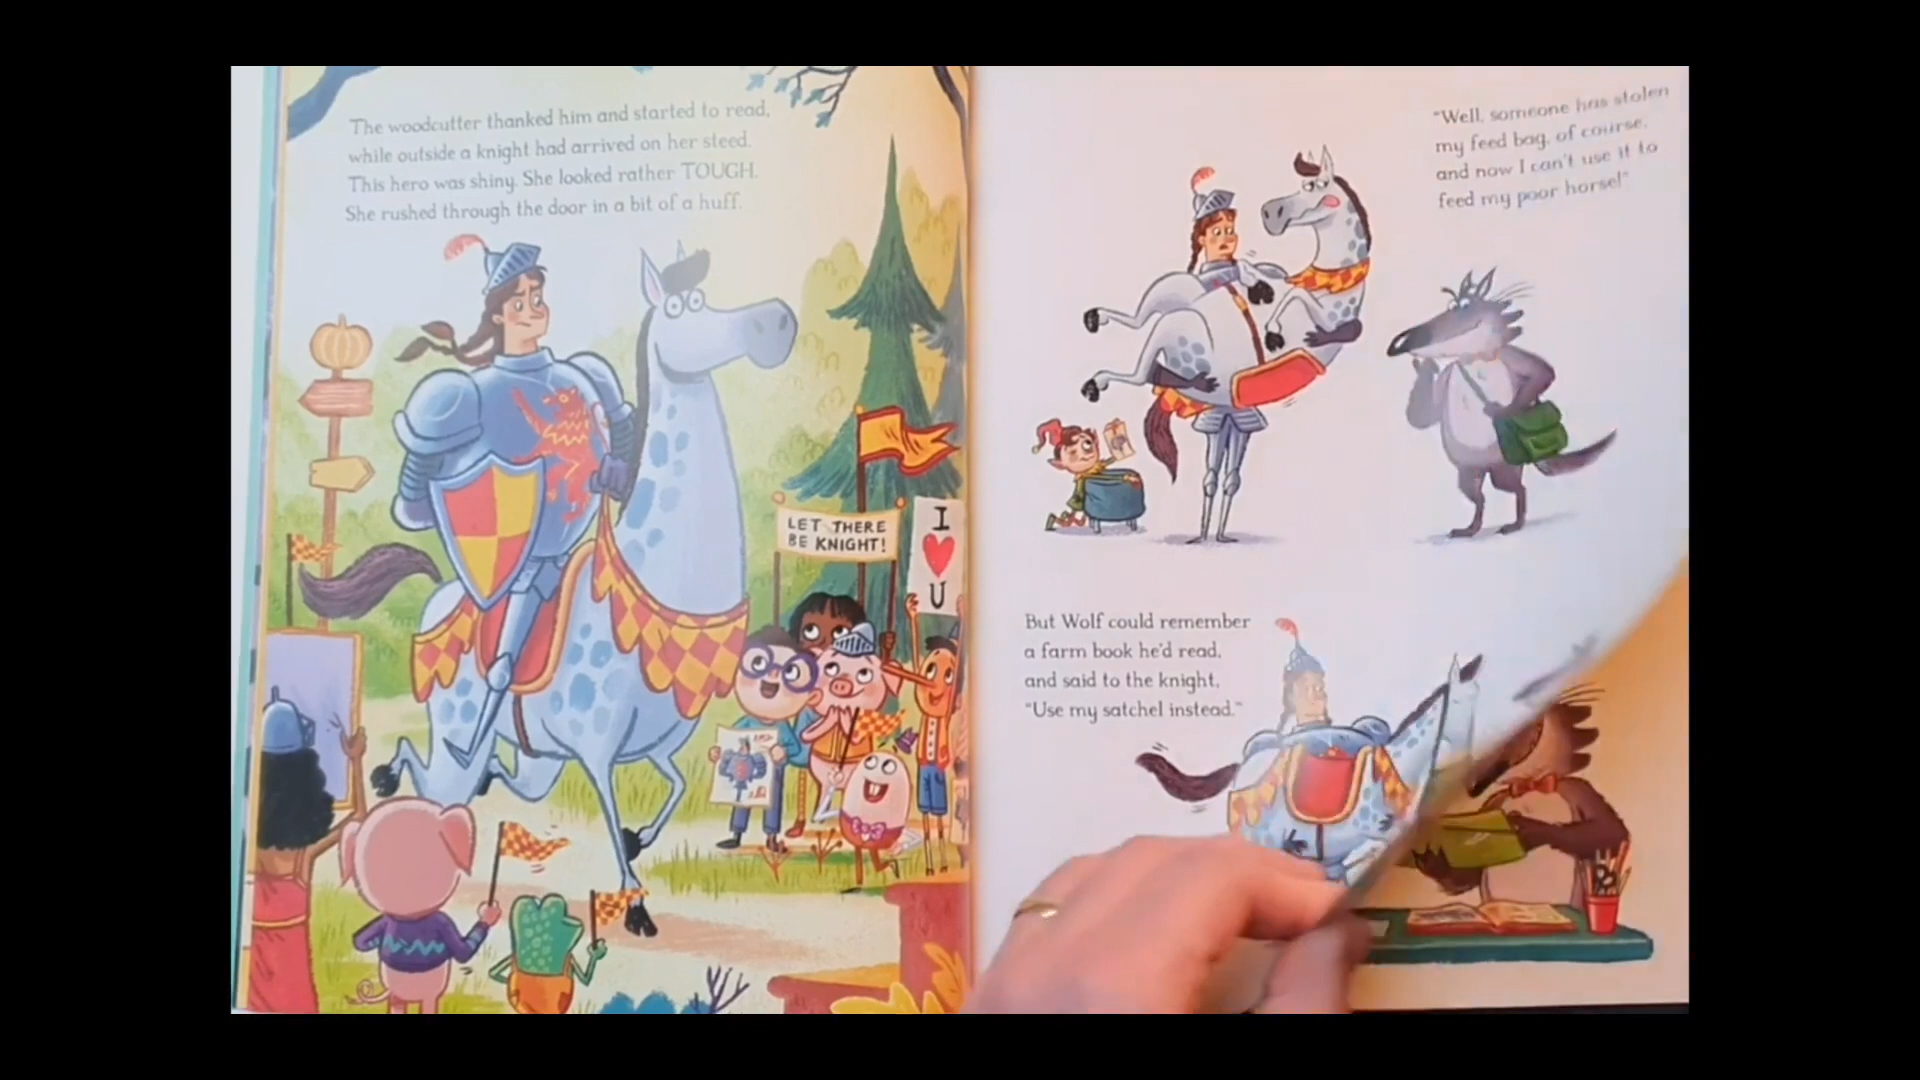 The woodcutter thanked him and started to read,
while outside a knight had arrived on her steed.
This hero was shiny. She looked rather TOUGH.
She rushed through the door in a bit of a huff.
LET THERE
BE KNIGHT!
I
U
"Well, someone has stolen
my feed bag, of course,
and now I can't use it to
feed my poor horse!"
But Wolf could remember
a farm book he'd read,
and said to the knight,
"Use my satchel instead."